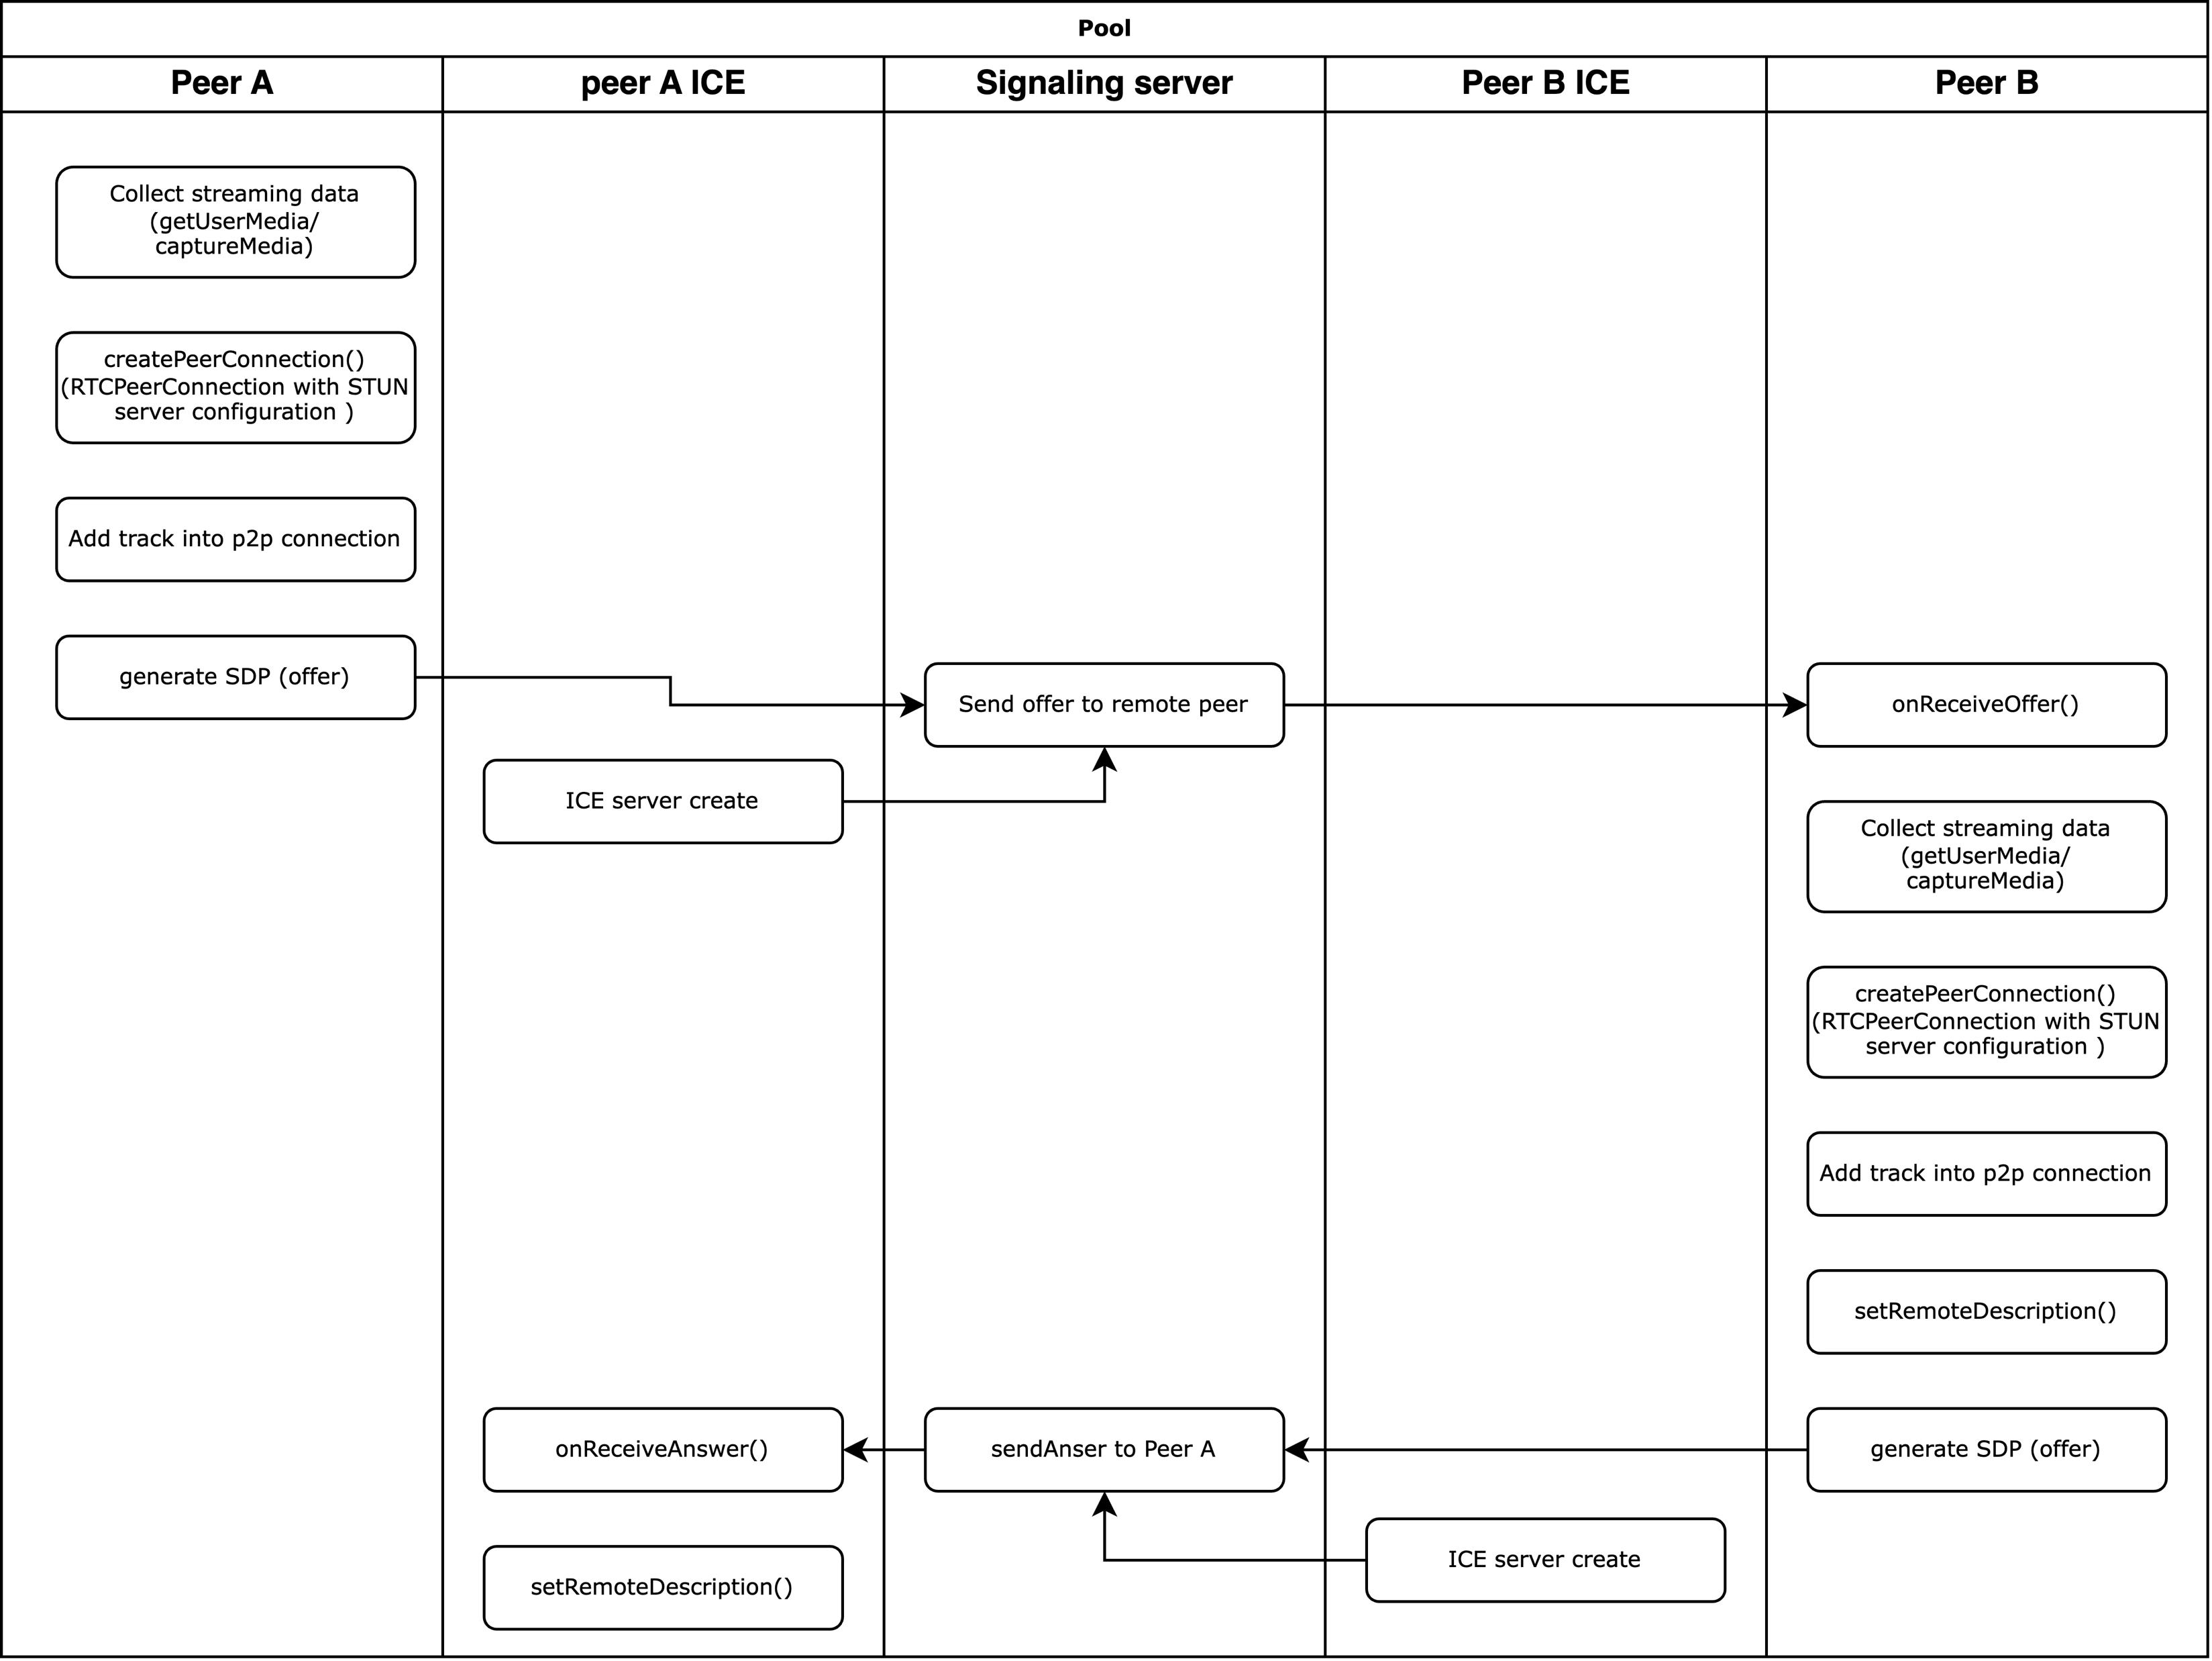 Pool
Peer A
peer A ICE
Signaling server
Peer B ICE
Peer B
Collect streaming data
(getUserMedia/
captureMedia)
createPeerConnection()
(RTCPeerConnection with STUN
server configuration )
Add track into p2p connection
generate SDP (offer)
Send offer to remote peer
onReceiveOffer()
ICE server create
Collect streaming data
(getUserMedia/
captureMedia)
createPeerConnection()
(RTCPeerConnection with STUN
server configuration )
Add track into p2p connection
setRemoteDescription()
onReceiveAnswer()
sendAnser to Peer A
generate SDP (offer)
ICE server create
setRemoteDescription()